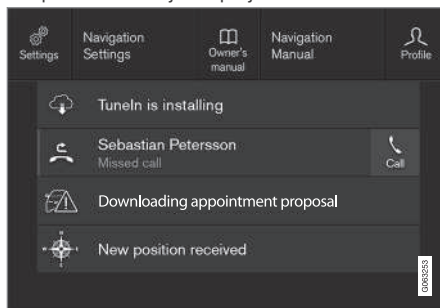 Settings
Navigation
Settings
Owner's
manual
Navigation
Manual
Profile
TuneIn is installing
Sebastian Petersson
Missed call
Call
Downloading appointment proposal
New position received
G063253